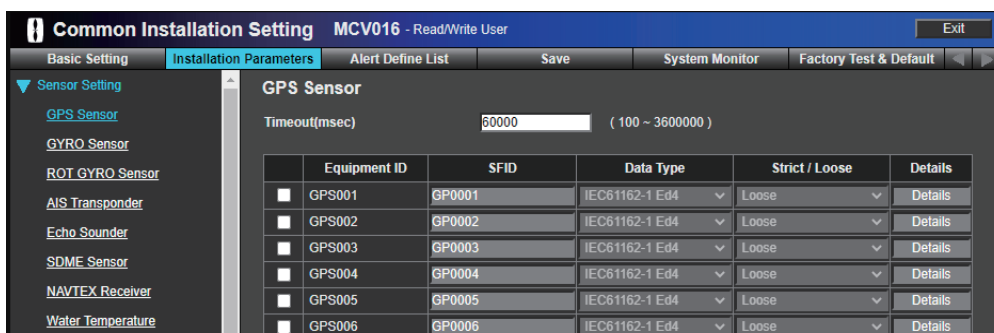 Common Installation Setting MCV016 - Read/Write User Exit
Basic Setting Installation Parameters Alert Define List Save System Monitor Factory Test & Default
Sensor Setting
GPS Sensor
GYRO Sensor
ROT GYRO Sensor
AIS Transponder
Echo Sounder
SDME Sensor
NAVTEX Receiver
Water Temperature
GPS Sensor
Timeout(msec) 60000 ( 100 ~ 3600000 )
Equipment ID SFID Data Type Strict / Loose Details
GPS001 GP0001 IEC61162-1 Ed4 Loose Details
GPS002 GP0002 IEC61162-1 Ed4 Loose Details
GPS003 GP0003 IEC61162-1 Ed4 Loose Details
GPS004 GP0004 IEC61162-1 Ed4 Loose Details
GPS005 GP0005 IEC61162-1 Ed4 Loose Details
GPS006 GP0006 IEC61162-1 Ed4 Loose Details